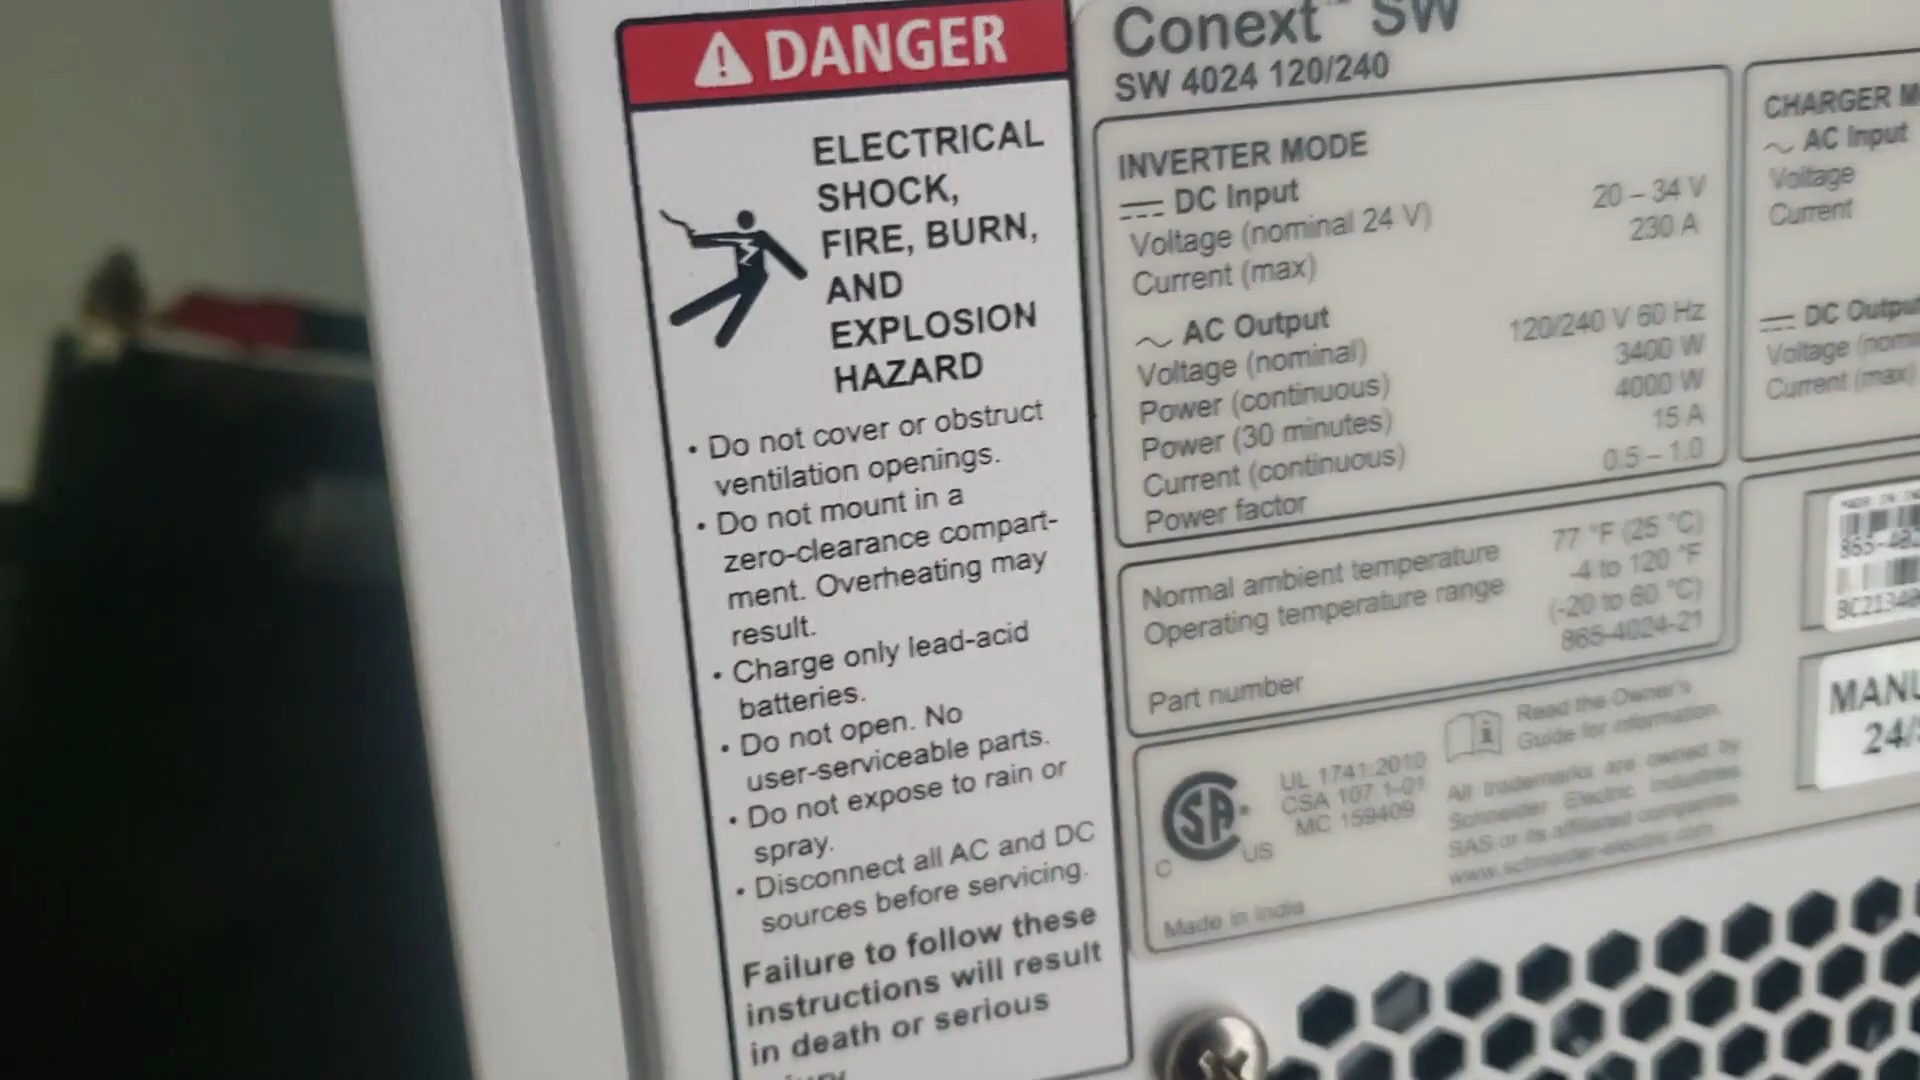 DANGER
ELECTRICAL
SHOCK,
FIRE, BURN,
AND
EXPLOSION
HAZARD
• Do not cover or obstruct
ventilation openings.
• Do not mount in a
zero-clearance compart-
ment. Overheating may
result.
• Charge only lead-acid
batteries.
• Do not open. No
user-serviceable parts.
• Do not expose to rain or
spray.
• Disconnect all AC and DC
sources before servicing.
Failure to follow these
instructions will result
in death or serious
Conext™ SW
SW 4024 120/240
INVERTER MODE
DC Input
Voltage (nominal 24 V) 20 – 34 V
Current (max) 230 A
AC Output
Voltage (nominal) 120/240 V 60 Hz
Power (continuous) 3400 W
Power (30 minutes) 4000 W
Current (continuous) 15 A
Power factor 0.5 – 1.0
Normal ambient temperature 77 °F (25 °C)
Operating temperature range -4 to 120 °F
(-20 to 60 °C)
Part number 865-4024-21
CSA
C US
UL 1741:2010
CSA 107.1-01
MC 159409
Read the Owner's
Guide for information.
All trademarks are owned by
Schneider Electric Industries
SAS or its affiliated companies.
www.schneider-electric.com
Made in India
CHARGER
AC Input
Voltage
Current
DC Output
Voltage
Current (max)